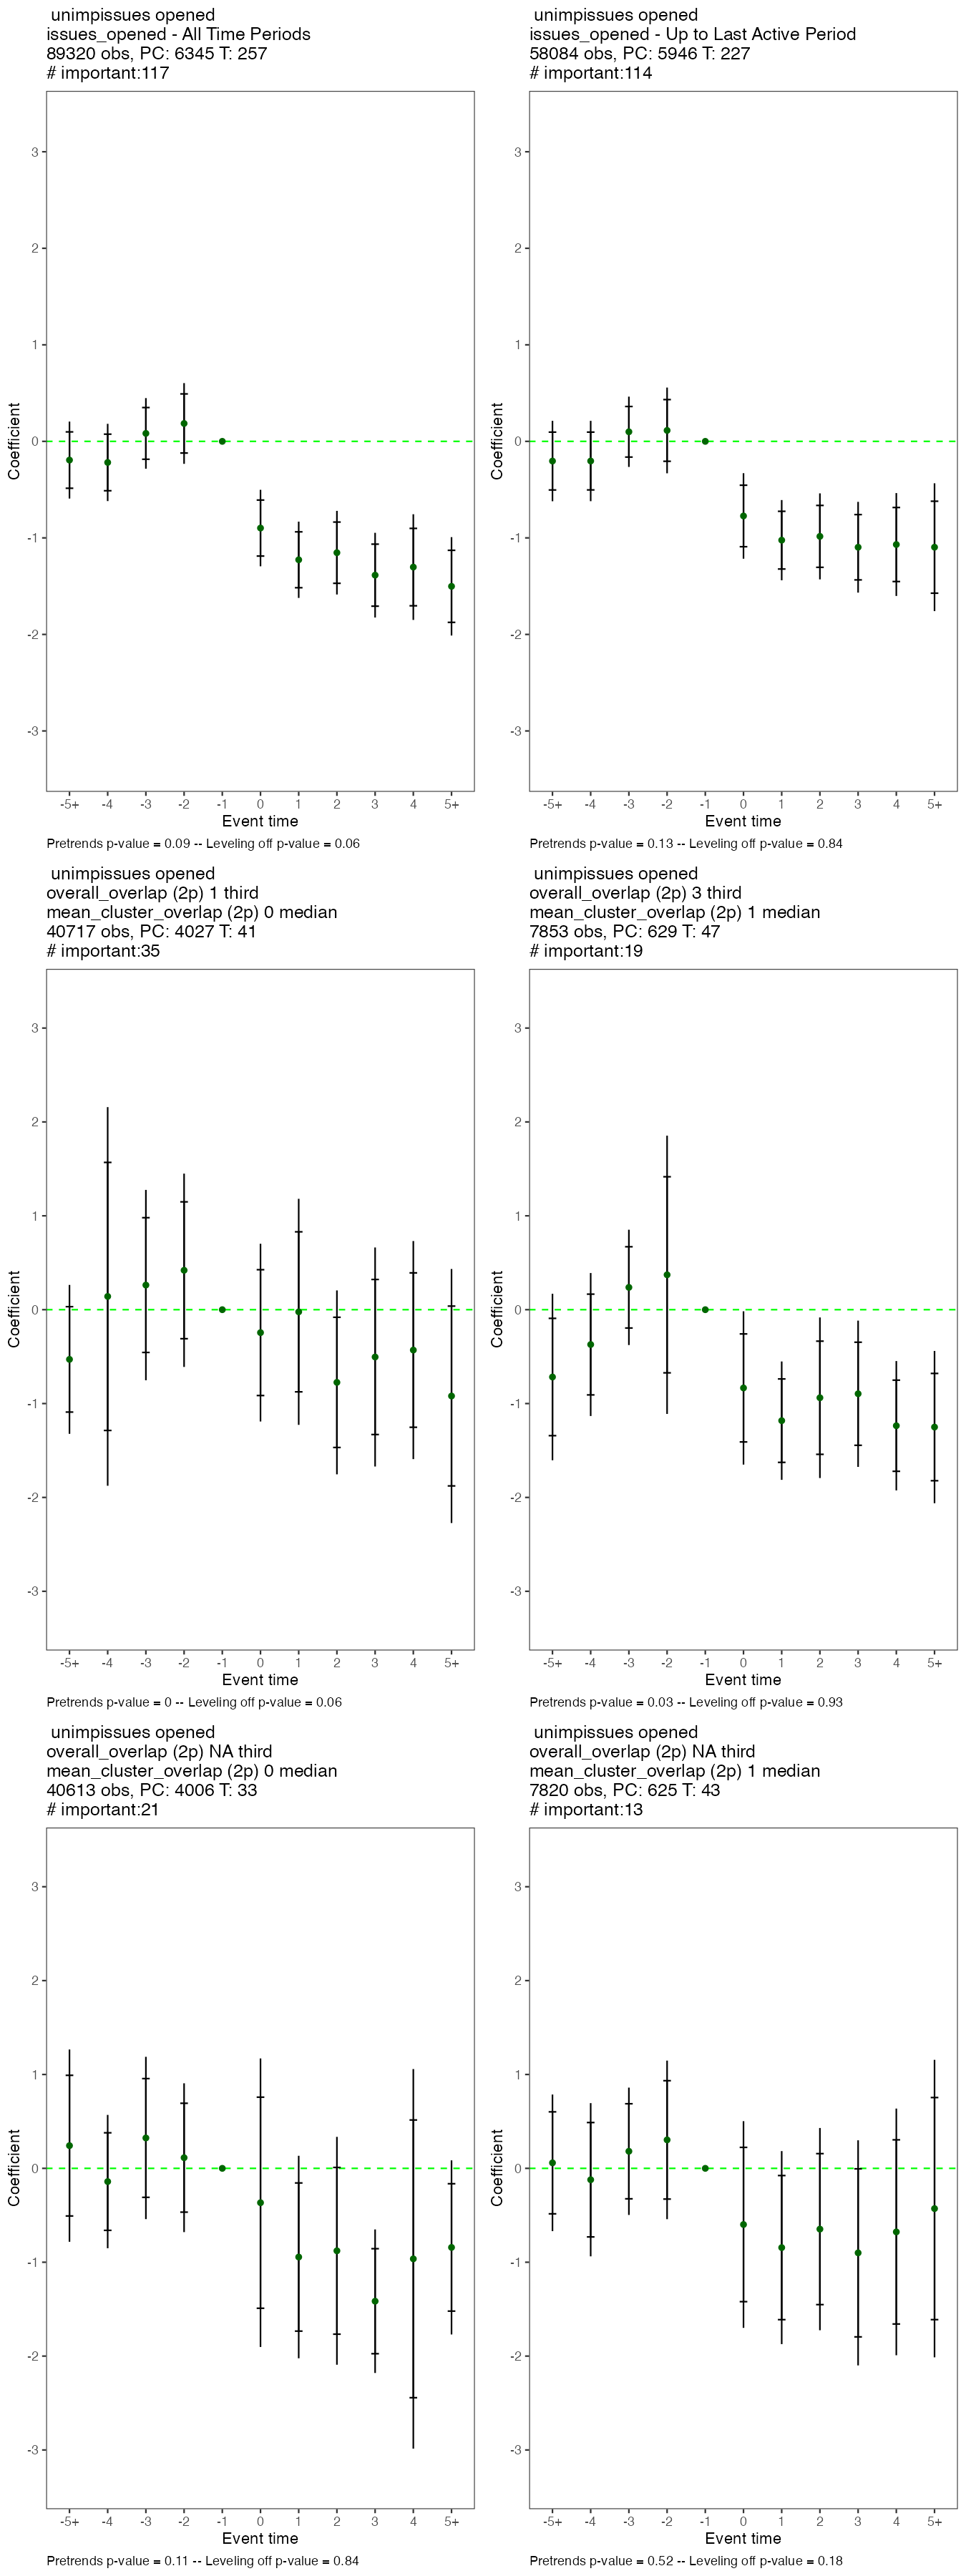 unimpissues opened
issues_opened - All Time Periods
89320 obs, PC: 6345 T: 257
# important:117
Coefficient
3
2
1
0
-1
-2
-3
-5+ -4 -3 -2 -1 0 1 2 3 4 5+
Event time
Pretrends p-value = 0.09 -- Leveling off p-value = 0.06
unimpissues opened
issues_opened - Up to Last Active Period
58084 obs, PC: 5946 T: 227
# important:114
Coefficient
3
2
1
0
-1
-2
-3
-5+ -4 -3 -2 -1 0 1 2 3 4 5+
Event time
Pretrends p-value = 0.13 -- Leveling off p-value = 0.84
unimpissues opened
overall_overlap (2p) 1 third
mean_cluster_overlap (2p) 0 median
40717 obs, PC: 4027 T: 41
# important:35
Coefficient
3
2
1
0
-1
-2
-3
-5+ -4 -3 -2 -1 0 1 2 3 4 5+
Event time
Pretrends p-value = 0 -- Leveling off p-value = 0.06
unimpissues opened
overall_overlap (2p) 3 third
mean_cluster_overlap (2p) 1 median
7853 obs, PC: 629 T: 47
# important:19
Coefficient
3
2
1
0
-1
-2
-3
-5+ -4 -3 -2 -1 0 1 2 3 4 5+
Event time
Pretrends p-value = 0.03 -- Leveling off p-value = 0.93
unimpissues opened
overall_overlap (2p) NA third
mean_cluster_overlap (2p) 0 median
40613 obs, PC: 4006 T: 33
# important:21
Coefficient
3
2
1
0
-1
-2
-3
-5+ -4 -3 -2 -1 0 1 2 3 4 5+
Event time
Pretrends p-value = 0.11 -- Leveling off p-value = 0.84
unimpissues opened
overall_overlap (2p) NA third
mean_cluster_overlap (2p) 1 median
7820 obs, PC: 625 T: 43
# important:13
Coefficient
3
2
1
0
-1
-2
-3
-5+ -4 -3 -2 -1 0 1 2 3 4 5+
Event time
Pretrends p-value = 0.52 -- Leveling off p-value = 0.18